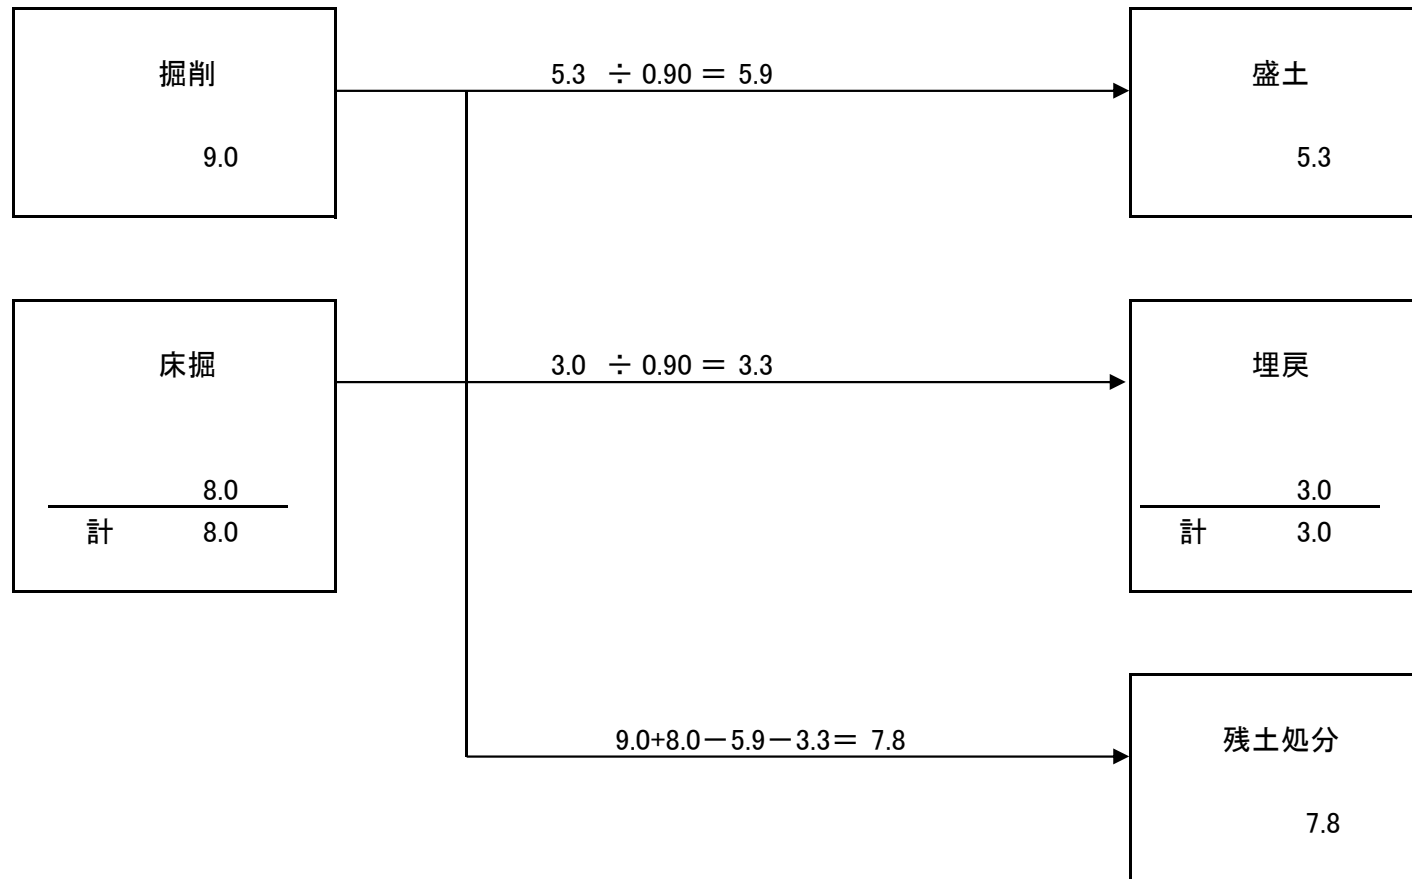 掘削
9.0
5.3 ÷ 0.90 = 5.9
盛土
5.3
床掘
8.0
計 8.0
3.0 ÷ 0.90 = 3.3
埋戻
3.0
計 3.0
9.0+8.0－5.9－3.3＝ 7.8
残土処分
7.8